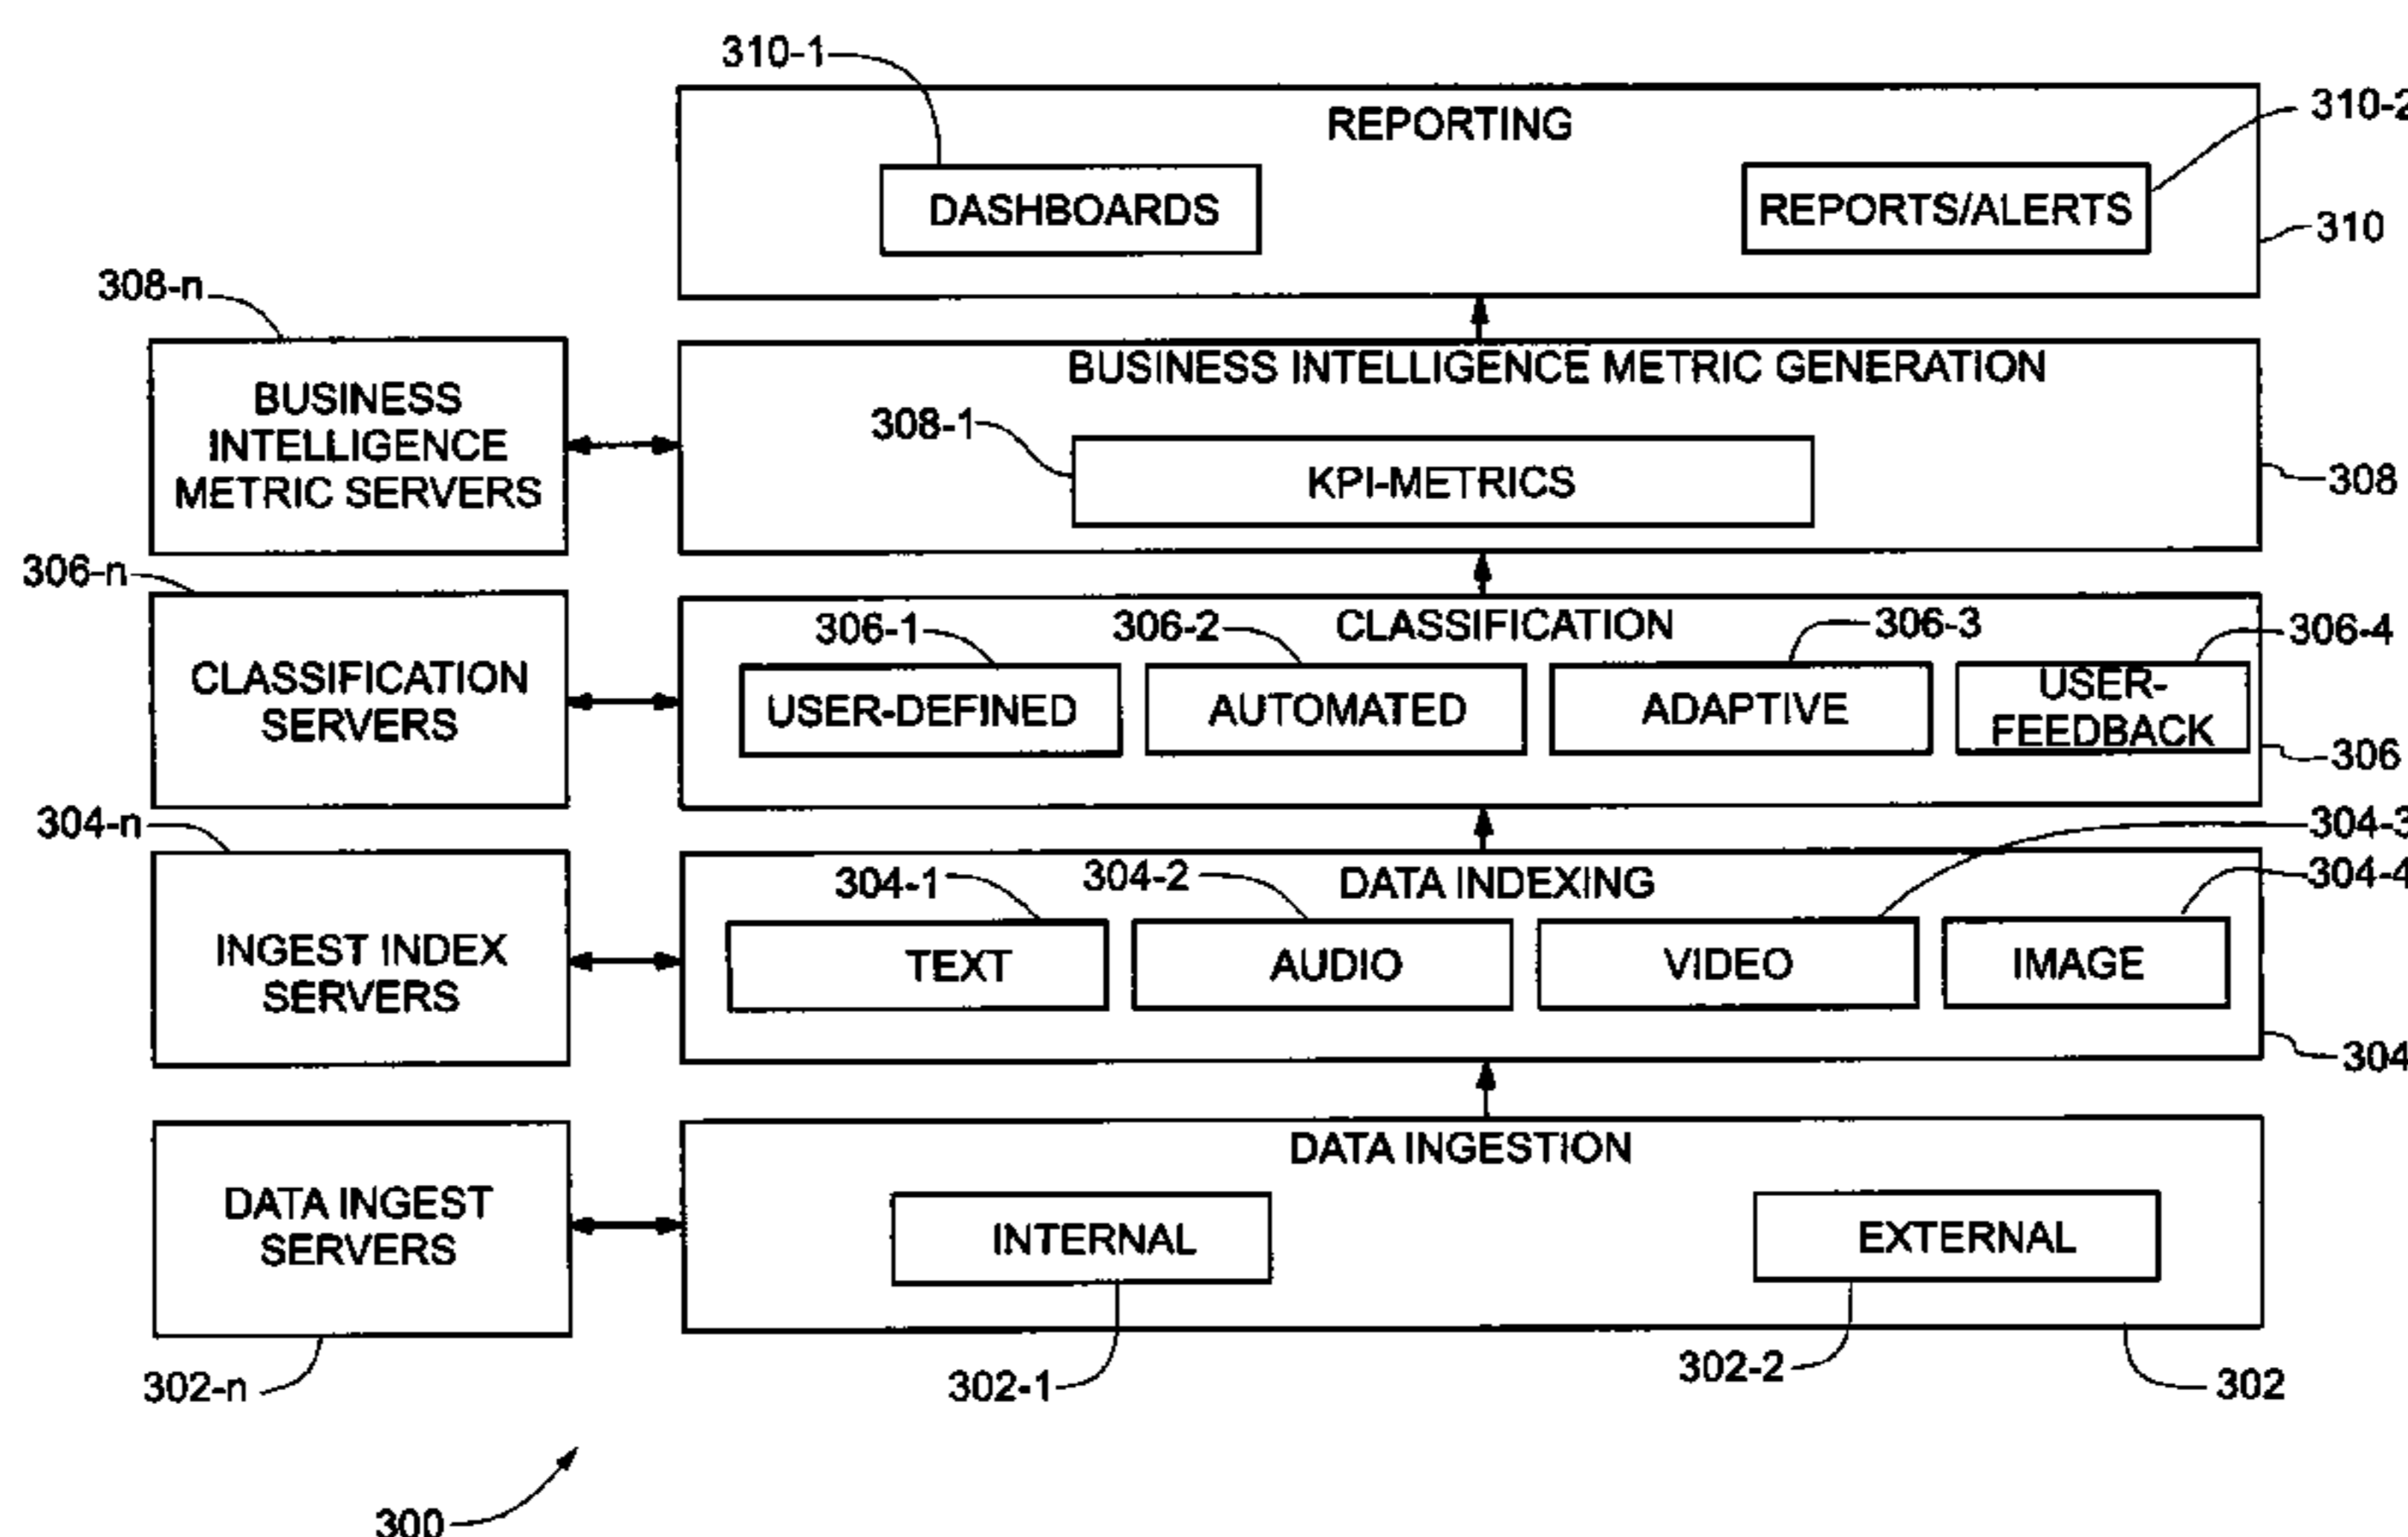 310-1
310-2
REPORTING
DASHBOARDS
REPORTS/ALERTS
310
308-n
BUSINESS
INTELLIGENCE
METRIC SERVERS
BUSINESS INTELLIGENCE METRIC GENERATION
308-1
KPI-METRICS
308
306-n
CLASSIFICATION
SERVERS
306-1
306-2
CLASSIFICATION
306-3
306-4
USER-DEFINED
AUTOMATED
ADAPTIVE
USER-
FEEDBACK
306
304-n
INGEST INDEX
SERVERS
304-1
304-2
DATA INDEXING
304-3
304-4
TEXT
AUDIO
VIDEO
IMAGE
304
DATA INGEST
SERVERS
DATA INGESTION
INTERNAL
EXTERNAL
302-n
302-1
302-2
302
300